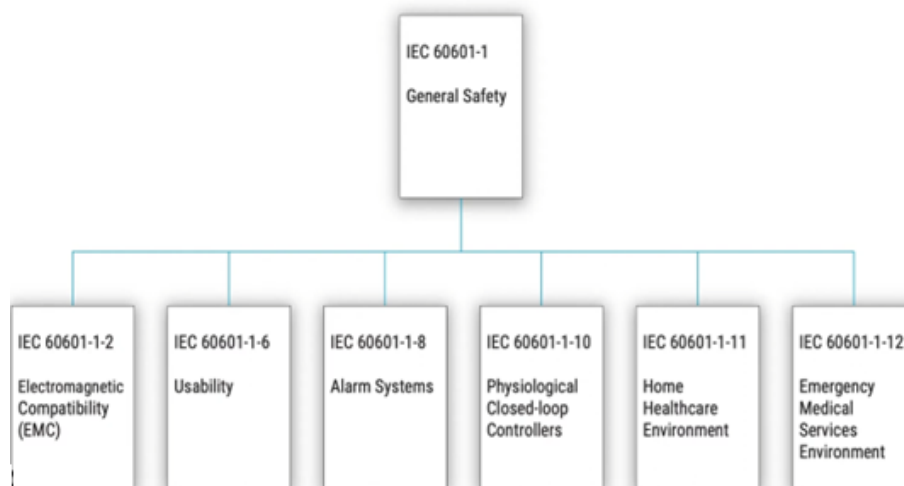 IEC 60601-1
General Safety
IEC 60601-1-2
Electromagnetic
Compatibility
(EMC)
IEC 60601-1-6
Usability
IEC 60601-1-8
Alarm Systems
IEC 60601-1-10
Physiological
Closed-loop
Controllers
IEC 60601-1-11
Home
Healthcare
Environment
IEC 60601-1-12
Emergency
Medical
Services
Environment